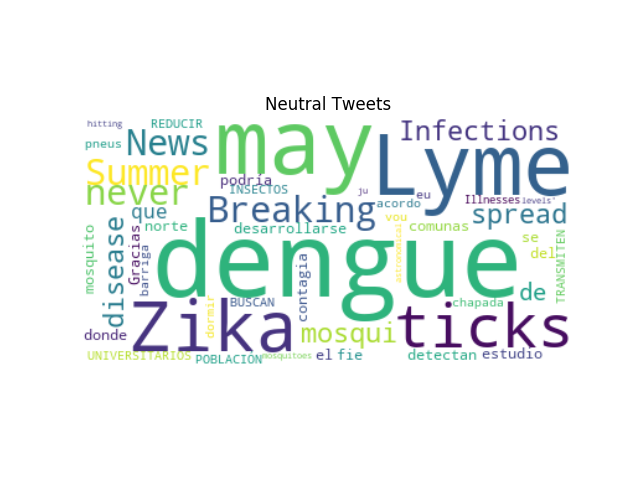 Neutral Tweets
hitting
REDUCIR
may
Lyme
Infections
pneus
News
Summer
podría
ju
eu
Illnesses
levels"
never
INSECTOS
que
Breaking
acordo
spread
norte
desarrollarse
vou
comunas
se
del
mosquito
disease
Gracias
barriga
dengue
astronomical
TRANSMITEN
contagia
de
dormir
BUSCAN
chapada
donde
Zika
mosqui
ticks
UNIVERSITARIOS
POBLACIÓN
mosquitoes
el
fie
detectan
estudio